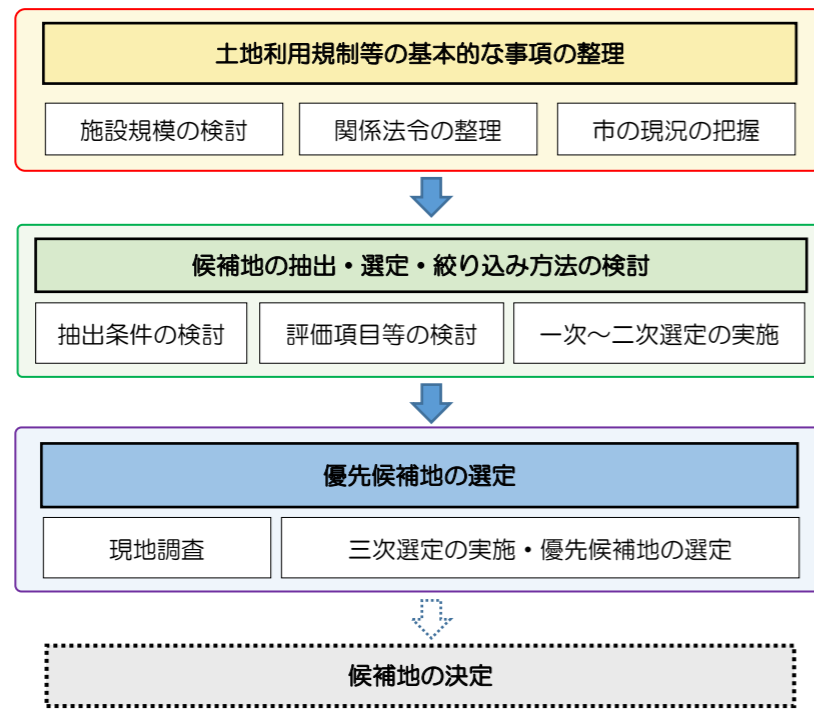 土地利用規制等の基本的な事項の整理
施設規模の検討
関係法令の整理
市の現況の把握
候補地の抽出・選定・絞り込み方法の検討
抽出条件の検討
評価項目等の検討
一次～二次選定の実施
優先候補地の選定
現地調査
三次選定の実施・優先候補地の選定
候補地の決定